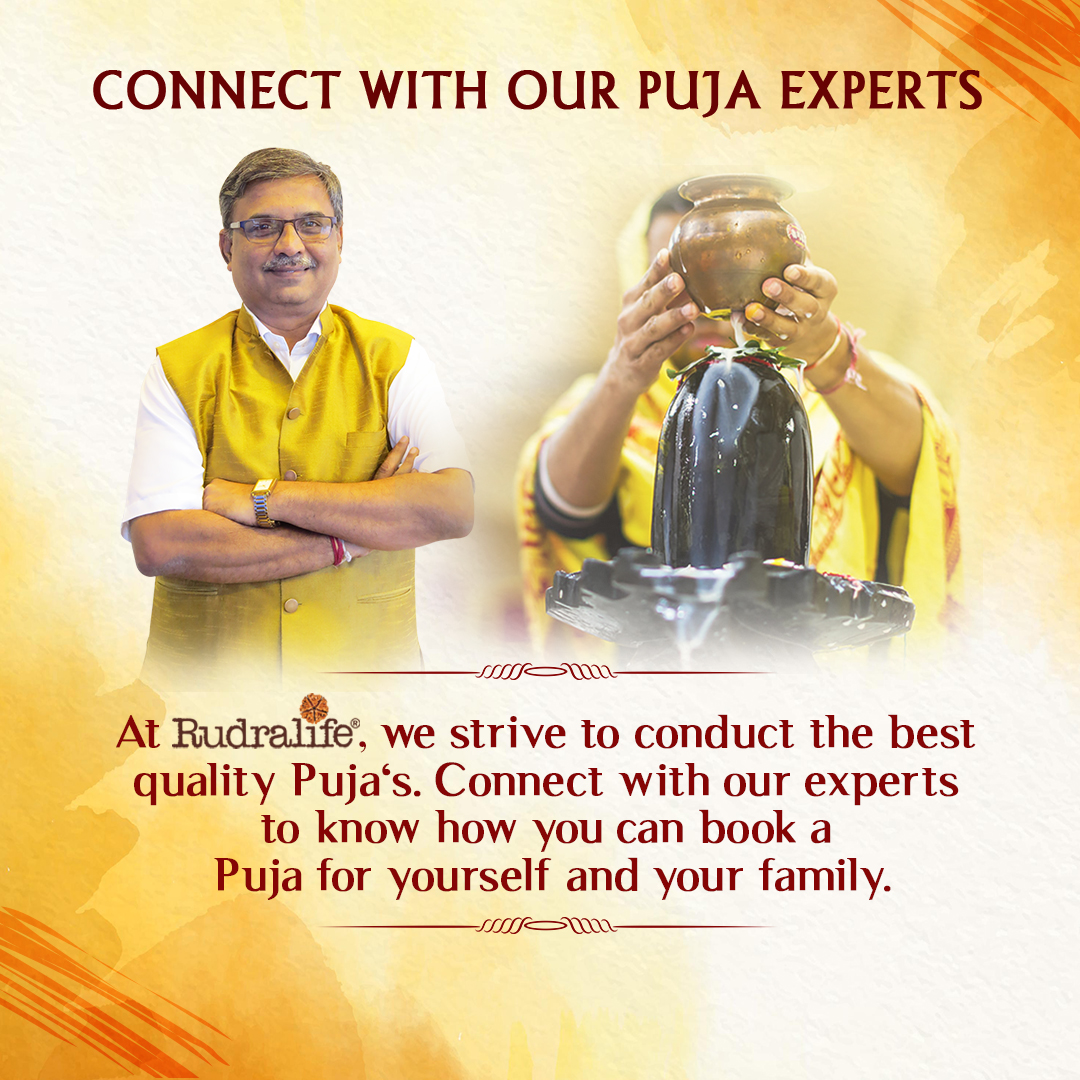 CONNECT WITH OUR PUJA EXPERTS
At Rudralife®, we strive to conduct the best
quality Puja‘s. Connect with our experts
to know how you can book a
Puja for yourself and your family.